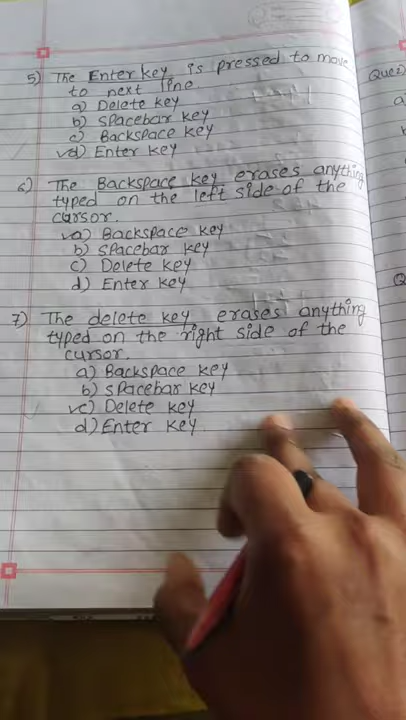 5) The Enter key is pressed to move
to next line.
a) Delete key
b) spacebar key
c) Backspace key
✓d) Enter key
6) The Backspace key erases anything
typed on the left side of the
cursor.
✓a) Backspace key
b) spacebar key
c) Delete key
d) Enter key
7) The delete key erases anything
typed on the right side of the
cursor.
a) Backspace key
b) spacebar key
✓c) Delete key
d) Enter key
Ques
a
Q